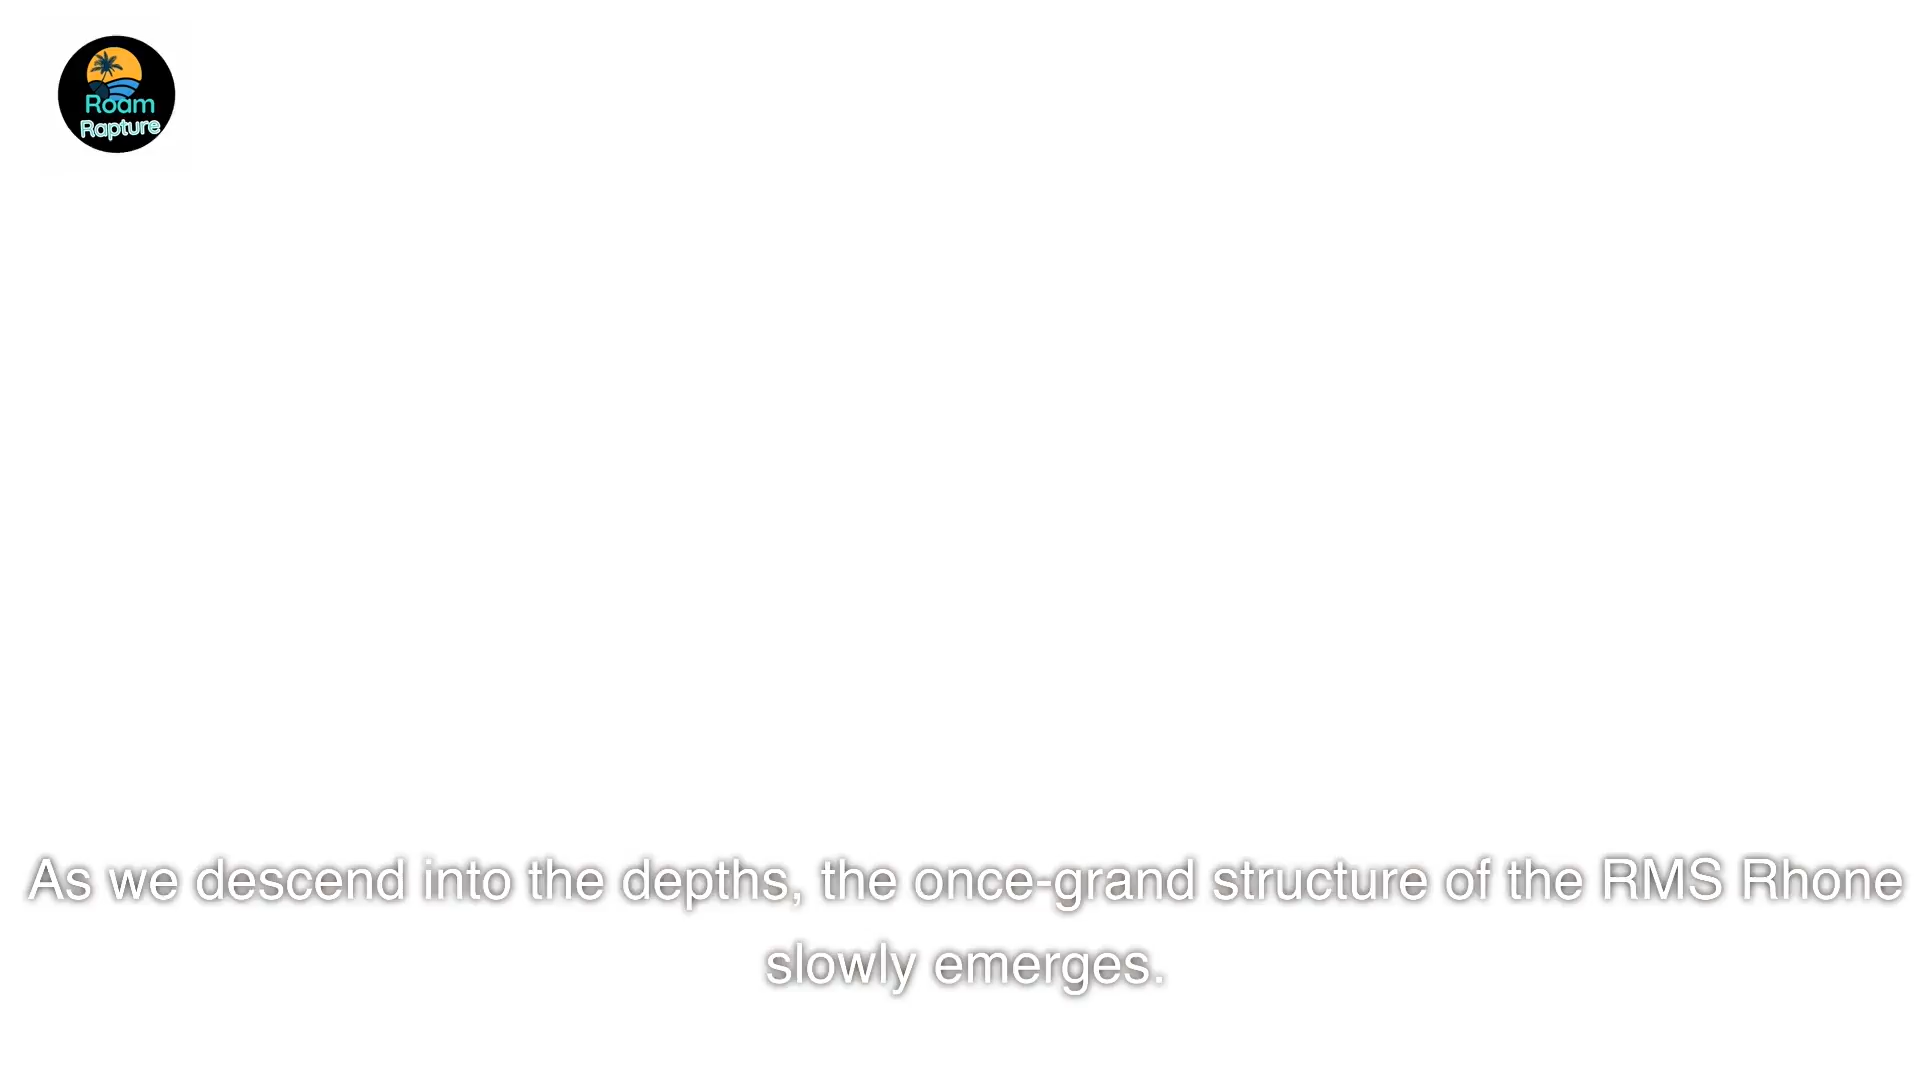 Roam
Rapture
As we descend into the depths, the once-grand structure of the RMS Rhone
slowly emerges.